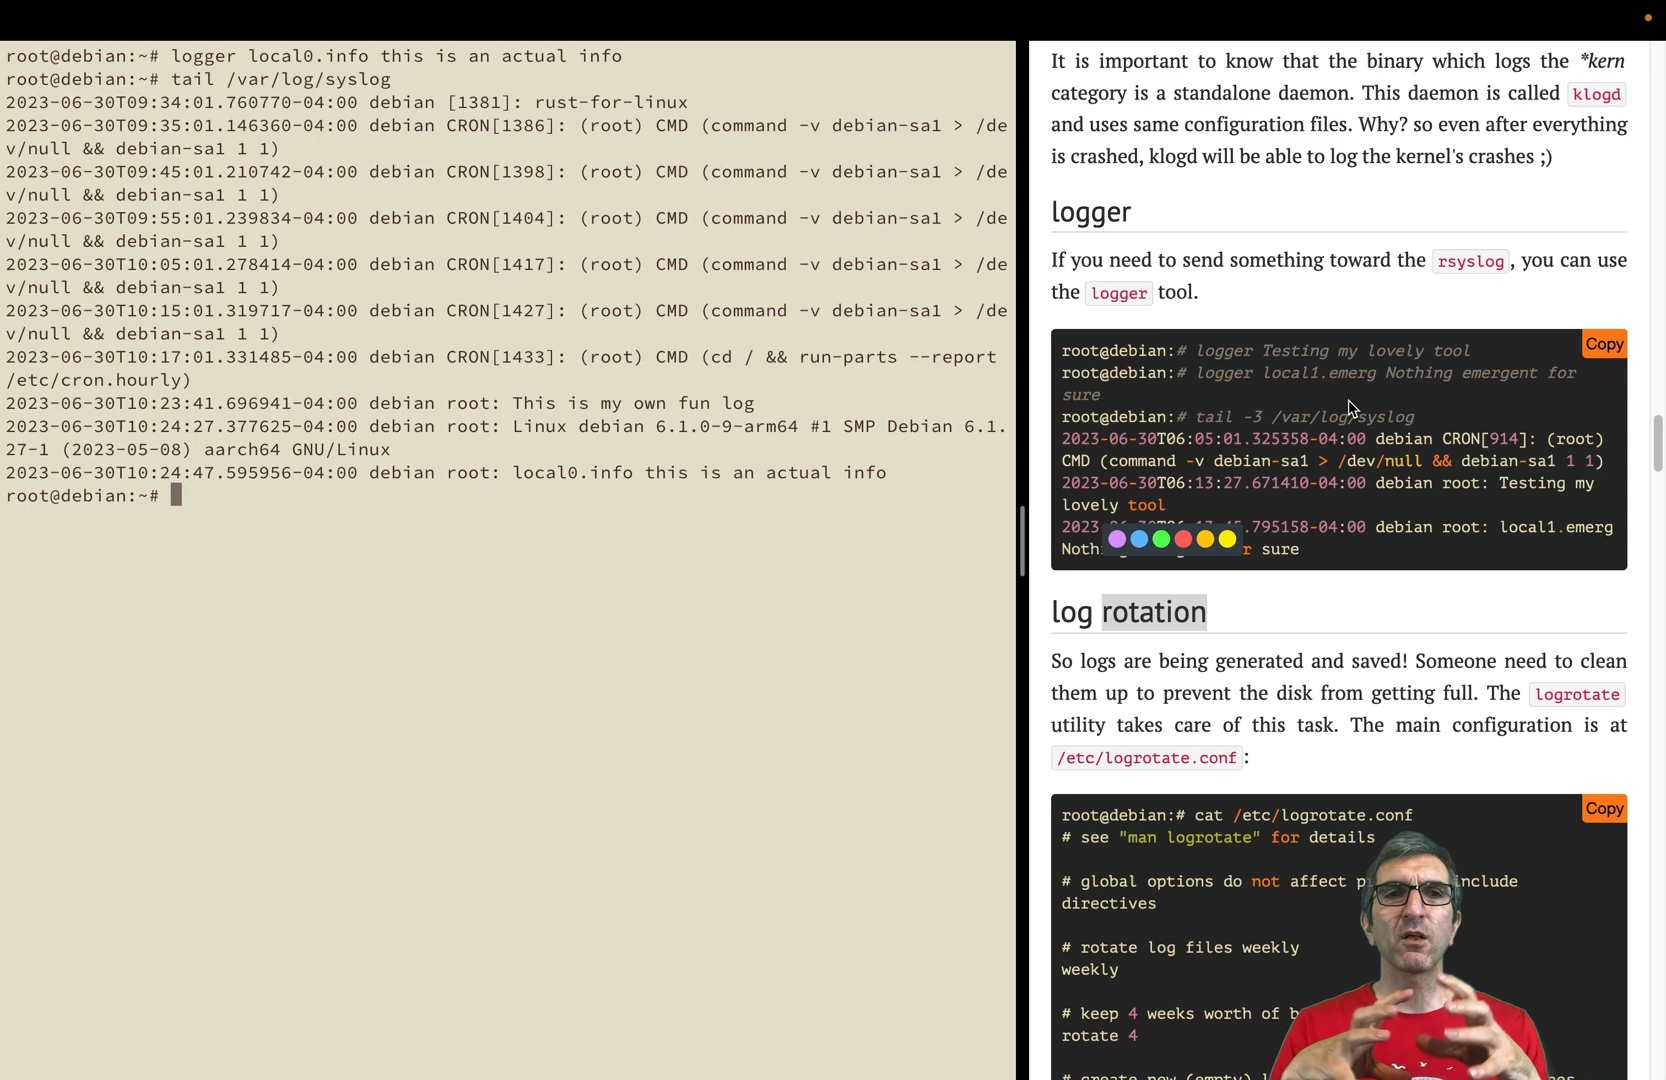 root@debian:~# logger local0.info this is an actual info
root@debian:~# tail /var/log/syslog
2023-06-30T09:34:01.760770-04:00 debian [1381]: rust-for-linux
2023-06-30T09:35:01.146360-04:00 debian CRON[1386]: (root) CMD (command -v debian-sa1 > /de
v/null && debian-sa1 1 1)
2023-06-30T09:45:01.210742-04:00 debian CRON[1398]: (root) CMD (command -v debian-sa1 > /de
v/null && debian-sa1 1 1)
2023-06-30T09:55:01.239834-04:00 debian CRON[1404]: (root) CMD (command -v debian-sa1 > /de
v/null && debian-sa1 1 1)
2023-06-30T10:05:01.278414-04:00 debian CRON[1417]: (root) CMD (command -v debian-sa1 > /de
v/null && debian-sa1 1 1)
2023-06-30T10:15:01.319717-04:00 debian CRON[1427]: (root) CMD (command -v debian-sa1 > /de
v/null && debian-sa1 1 1)
2023-06-30T10:17:01.331485-04:00 debian CRON[1433]: (root) CMD (cd / && run-parts --report
/etc/cron.hourly)
2023-06-30T10:23:41.696941-04:00 debian root: This is my own fun log
2023-06-30T10:24:27.377625-04:00 debian root: Linux debian 6.1.0-9-arm64 #1 SMP Debian 6.1.
27-1 (2023-05-08) aarch64 GNU/Linux
2023-06-30T10:24:47.595956-04:00 debian root: local0.info this is an actual info
root@debian:~#
It is important to know that the binary which logs the *kern
category is a standalone daemon. This daemon is called klogd
and uses same configuration files. Why? so even after everything
is crashed, klogd will be able to log the kernel's crashes ;)
logger
If you need to send something toward the rsyslog, you can use
the logger tool.
Copy
root@debian:# logger Testing my lovely tool
root@debian:# logger local1.emerg Nothing emergent for
sure
root@debian:# tail -3 /var/log/syslog
2023-06-30T06:05:01.325358-04:00 debian CRON[914]: (root)
CMD (command -v debian-sa1 > /dev/null && debian-sa1 1 1)
2023-06-30T06:13:27.671410-04:00 debian root: Testing my
lovely tool
2023 .795158-04:00 debian root: local1.emerg
sure
log rotation
So logs are being generated and saved! Someone need to clean
them up to prevent the disk from getting full. The logrotate
utility takes care of this task. The main configuration is at
/etc/logrotate.conf:
Copy
root@debian:# cat /etc/logrotate.conf
# see "man logrotate" for details
# global options do not affect include
directives
# rotate log files weekly
weekly
# keep 4 weeks worth of
rotate 4